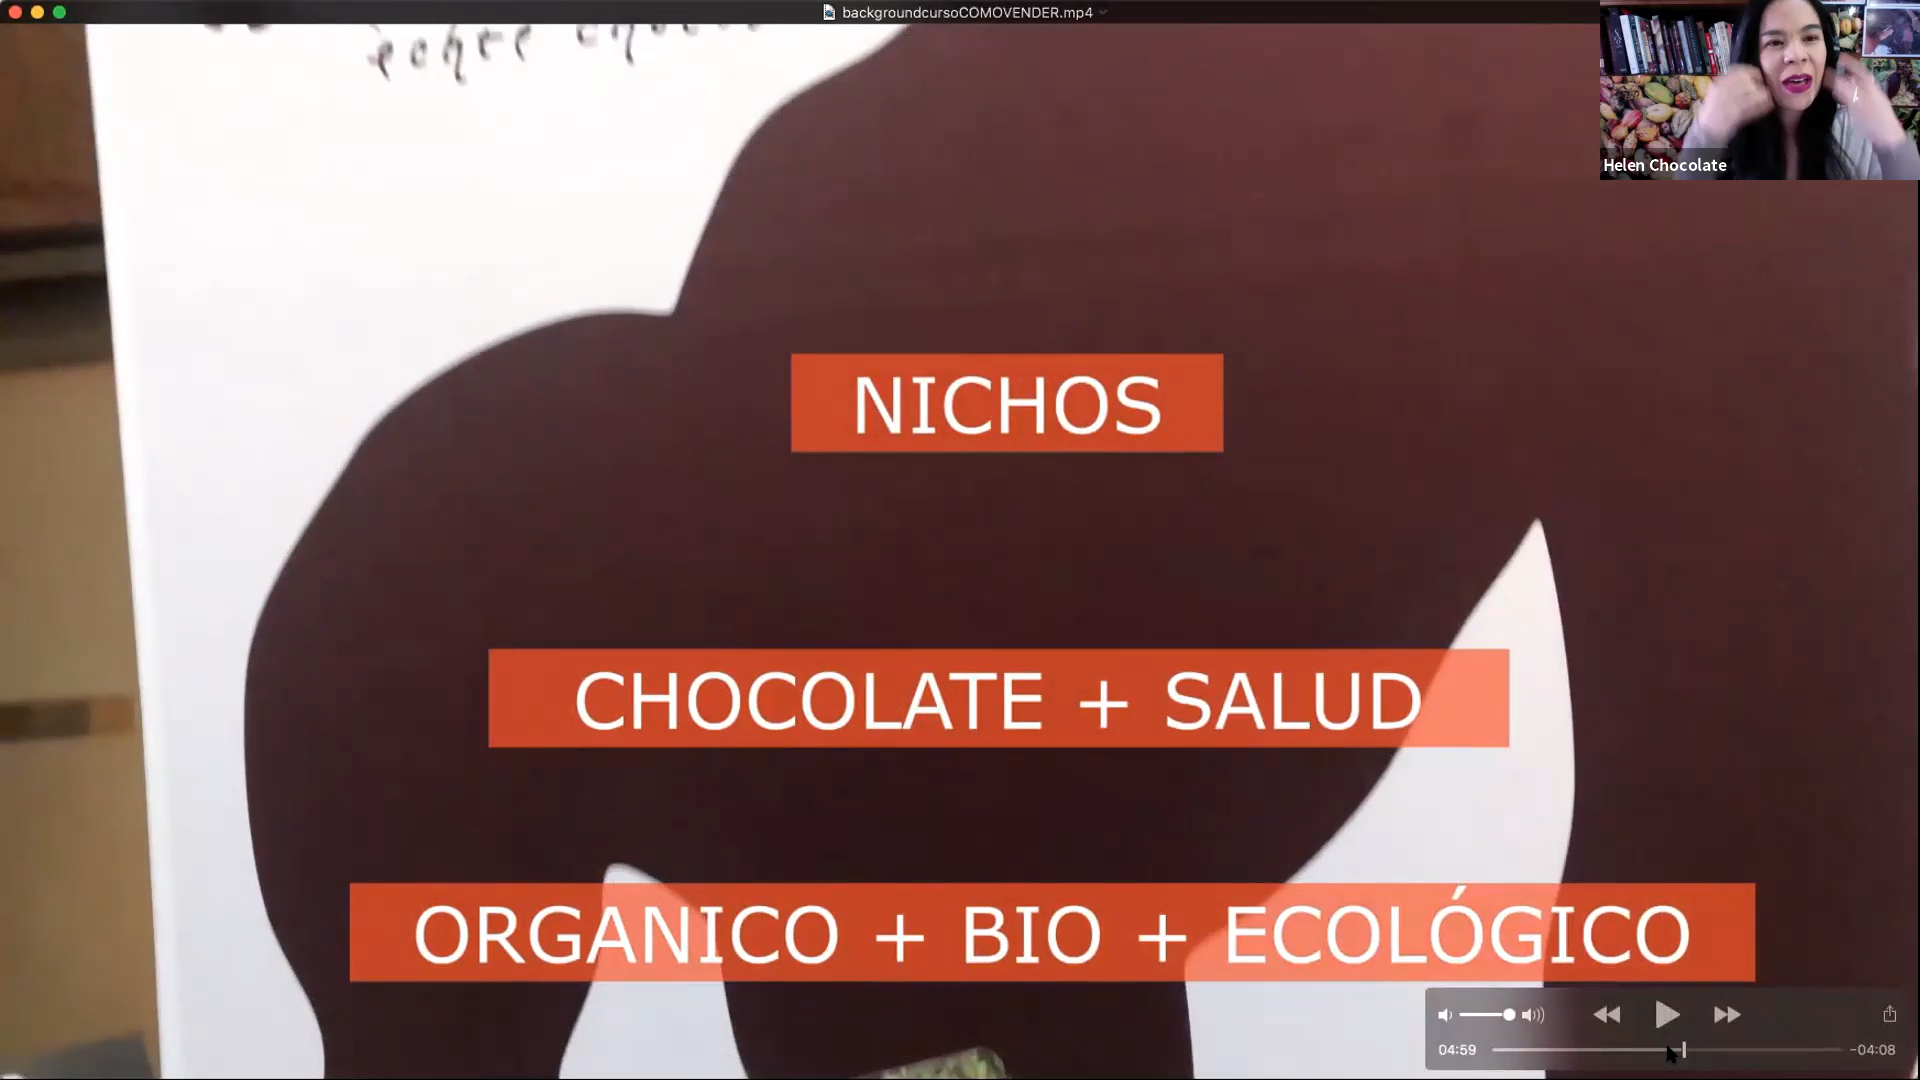 backgroundcursoCOMOVENDER.mp4
Helen Chocolate
NICHOS
CHOCOLATE + SALUD
ORGANICO + BIO + ECOLÓGICO
04:59
-04:08